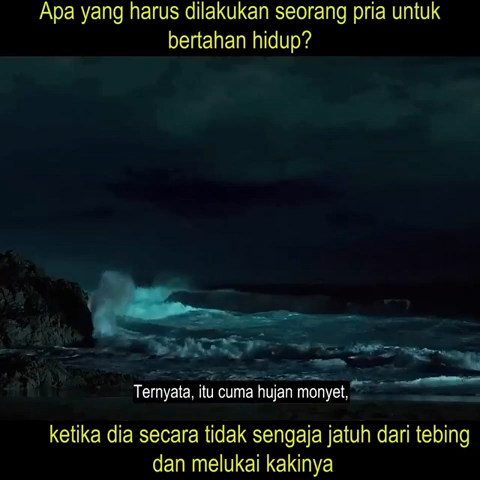 Apa yang harus dilakukan seorang pria untuk
bertahan hidup?
Ternyata, itu cuma hujan monyet,
ketika dia secara tidak sengaja jatuh dari tebing
dan melukai kakinya